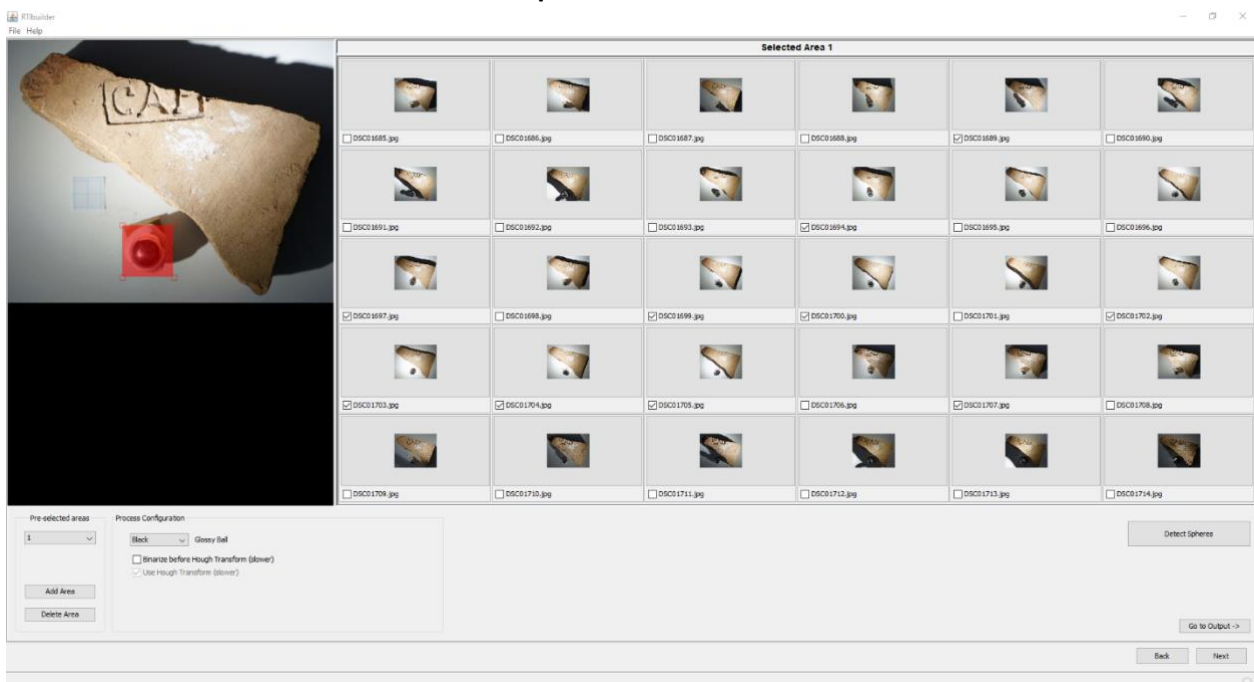 RTIbuilder
File Help
Selected Area 1
DSC01685.jpg DSC01686.jpg DSC01687.jpg DSC01688.jpg DSC01689.jpg DSC01690.jpg
DSC01691.jpg DSC01692.jpg DSC01693.jpg DSC01694.jpg DSC01695.jpg DSC01696.jpg
DSC01697.jpg DSC01698.jpg DSC01699.jpg DSC01700.jpg DSC01701.jpg DSC01702.jpg
DSC01703.jpg DSC01704.jpg DSC01705.jpg DSC01706.jpg DSC01707.jpg DSC01708.jpg
DSC01709.jpg DSC01710.jpg DSC01711.jpg DSC01712.jpg DSC01713.jpg DSC01714.jpg
Pre-selected areas
1
Add Area
Delete Area
Process Configuration
Black Glossy Ball
Binarize before Hough Transform (slower)
Use Hough Transform (slower)
Detect Spheres
Go to Output ->
Back Next